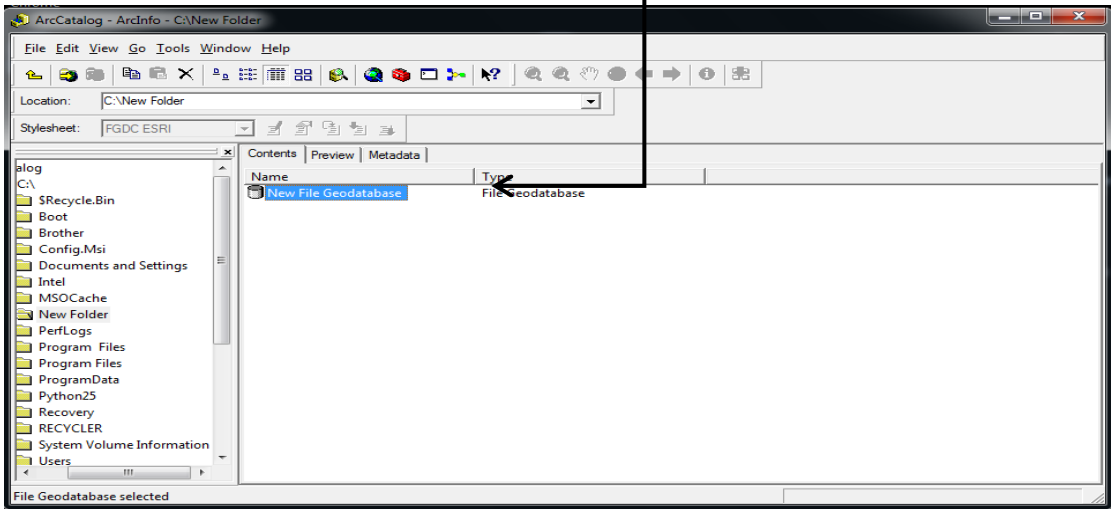 ArcCatalog - ArcInfo - C:\New Folder
File Edit View Go Tools Window Help
Location: C:\New Folder
Stylesheet: FGDC ESRI
Contents Preview Metadata
alog
Name Type
C:\
New File Geodatabase File Geodatabase
$Recycle.Bin
Boot
Brother
Config.Msi
Documents and Settings
Intel
MSOCache
New Folder
PerfLogs
Program  Files
Program Files
ProgramData
Python25
Recovery
RECYCLER
System Volume Information
Users
File Geodatabase selected